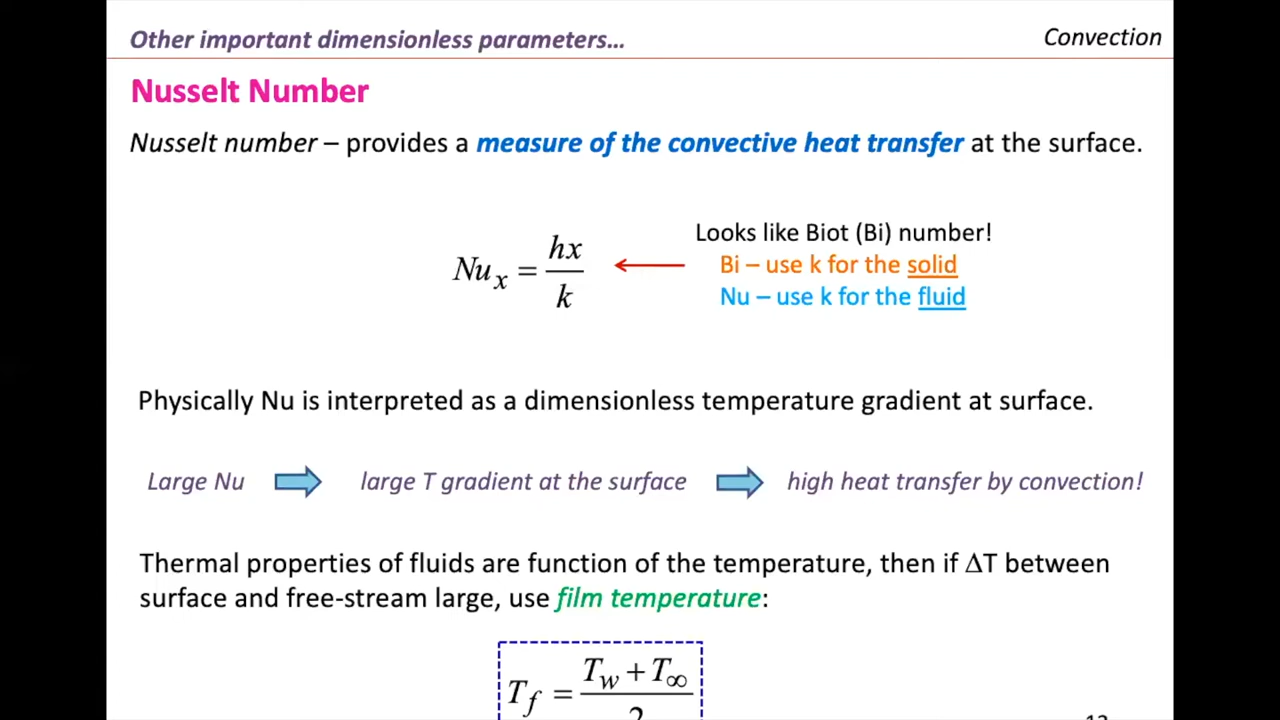 Other important dimensionless parameters...
Convection
Nusselt Number
Nusselt number – provides a measure of the convective heat transfer at the surface.
Nu_x = hx / k
Looks like Biot (Bi) number!
Bi – use k for the solid
Nu – use k for the fluid
Physically Nu is interpreted as a dimensionless temperature gradient at surface.
Large Nu
large T gradient at the surface
high heat transfer by convection!
Thermal properties of fluids are function of the temperature, then if ΔT between
surface and free-stream large, use film temperature:
T_f = T_w + T_∞ / 2